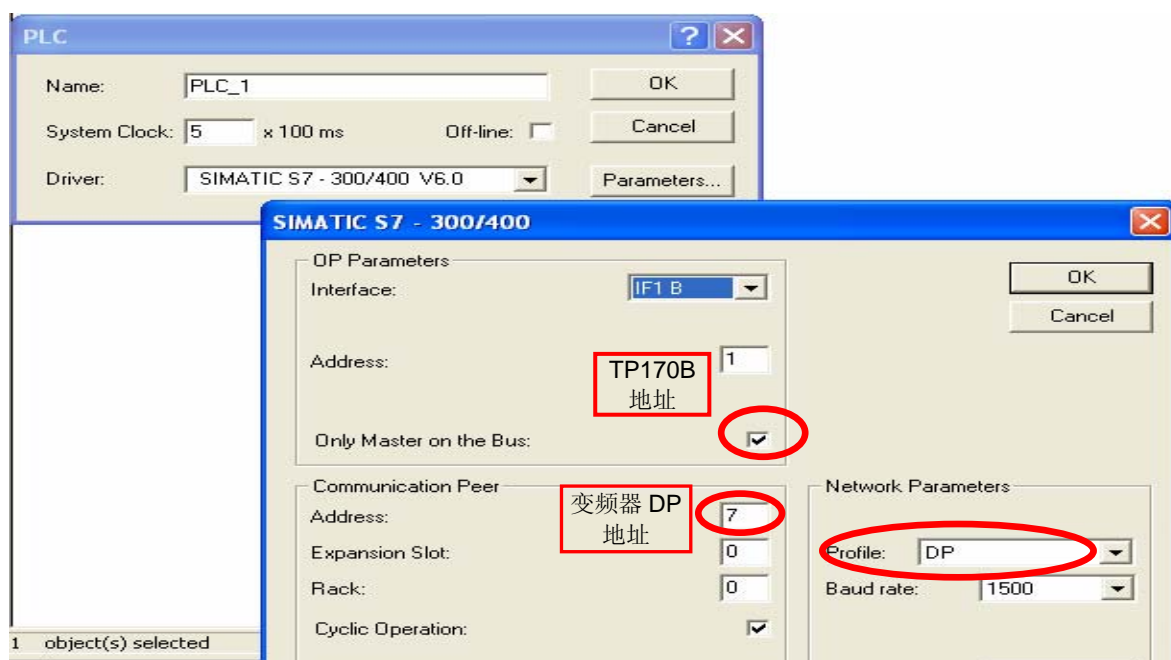 PLC
Name: PLC_1
OK
System Clock: 5 x 100 ms Off-line:
Cancel
Driver: SIMATIC S7 - 300/400 V6.0
Parameters...
SIMATIC S7 - 300/400
OP Parameters
Interface: IF1 B
OK
Cancel
Address: 1
TP170B
地址
Only Master on the Bus:
Communication Peer
Address: 7
变频器 DP
地址
Expansion Slot: 0
Rack: 0
Cyclic Operation:
Network Parameters
Profile: DP
Baud rate: 1500
1 object(s) selected